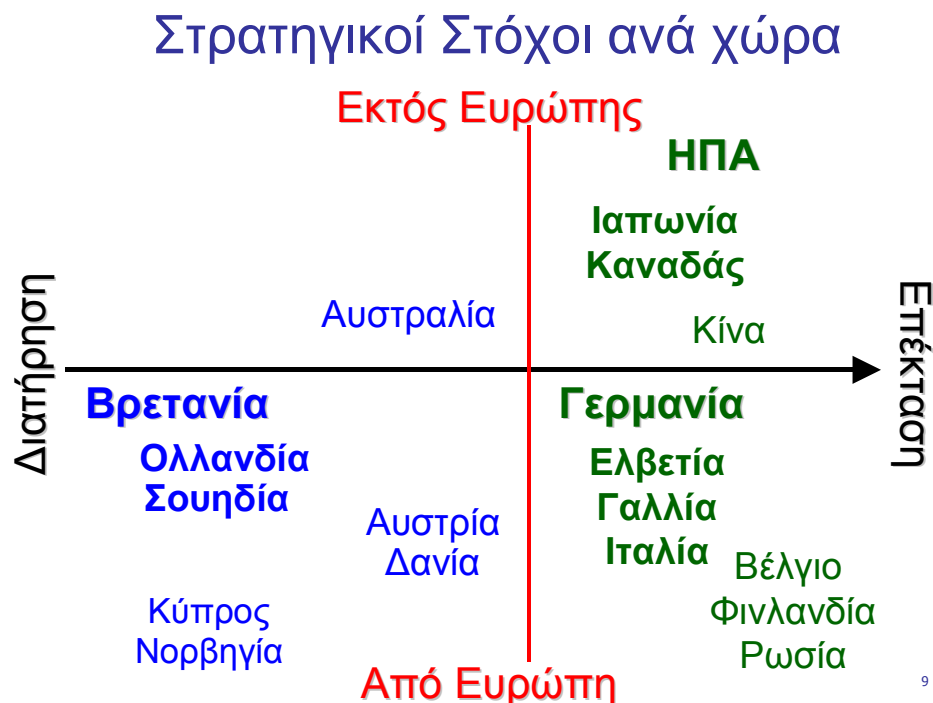 Στρατηγικοί Στόχοι ανά χώρα
Εκτός Ευρώπης
ΗΠΑ
Ιαπωνία
Καναδάς
Αυστραλία
Κίνα
Διατήρηση
Επέκταση
Βρετανία
Ολλανδία
Σουηδία
Αυστρία
Δανία
Κύπρος
Νορβηγία
Γερμανία
Ελβετία
Γαλλία
Ιταλία
Βέλγιο
Φινλανδία
Ρωσία
Από Ευρώπη
9